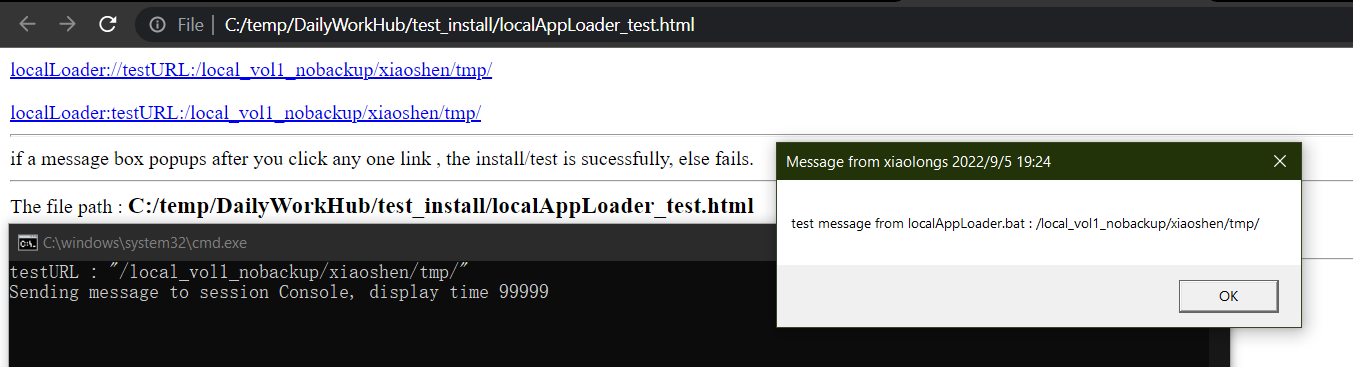 File | C:/temp/DailyWorkHub/test_install/localAppLoader_test.html
localLoader://testURL:/local_vol1_nobackup/xiaoshen/tmp/
localLoader:testURL:/local_vol1_nobackup/xiaoshen/tmp/
if a message box popups after you click any one link , the install/test is sucessfully, else fails.
The file path : C:/temp/DailyWorkHub/test_install/localAppLoader_test.html
Message from xiaolongs 2022/9/5 19:24
test message from localAppLoader.bat : /local_vol1_nobackup/xiaoshen/tmp/
OK
C:\windows\system32\cmd.exe
testURL : "/local_vol1_nobackup/xiaoshen/tmp/"
Sending message to session Console, display time 99999